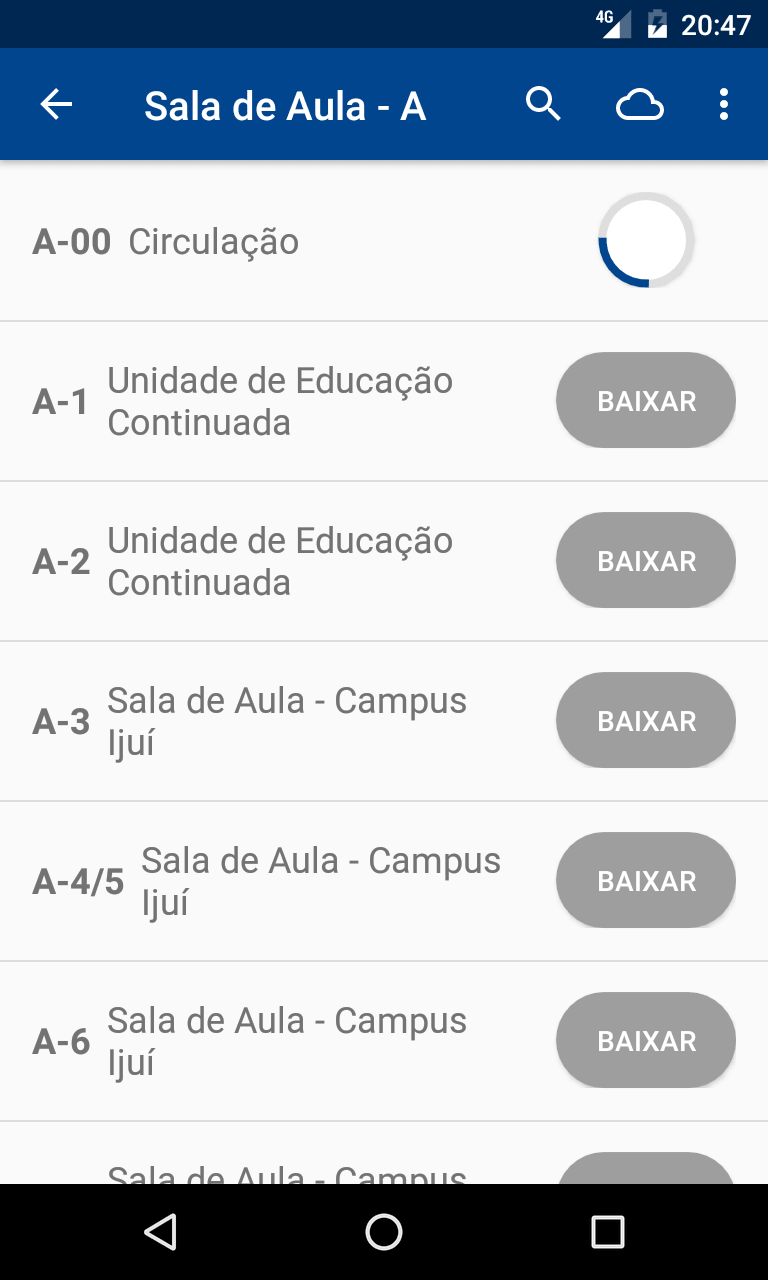 4G 20:47
Sala de Aula - A
A-00 Circulação
A-1 Unidade de Educação
Continuada
BAIXAR
A-2 Unidade de Educação
Continuada
BAIXAR
A-3 Sala de Aula - Campus
Ijuí
BAIXAR
A-4/5 Sala de Aula - Campus
Ijuí
BAIXAR
A-6 Sala de Aula - Campus
Ijuí
BAIXAR
Sala de Aula - Campus